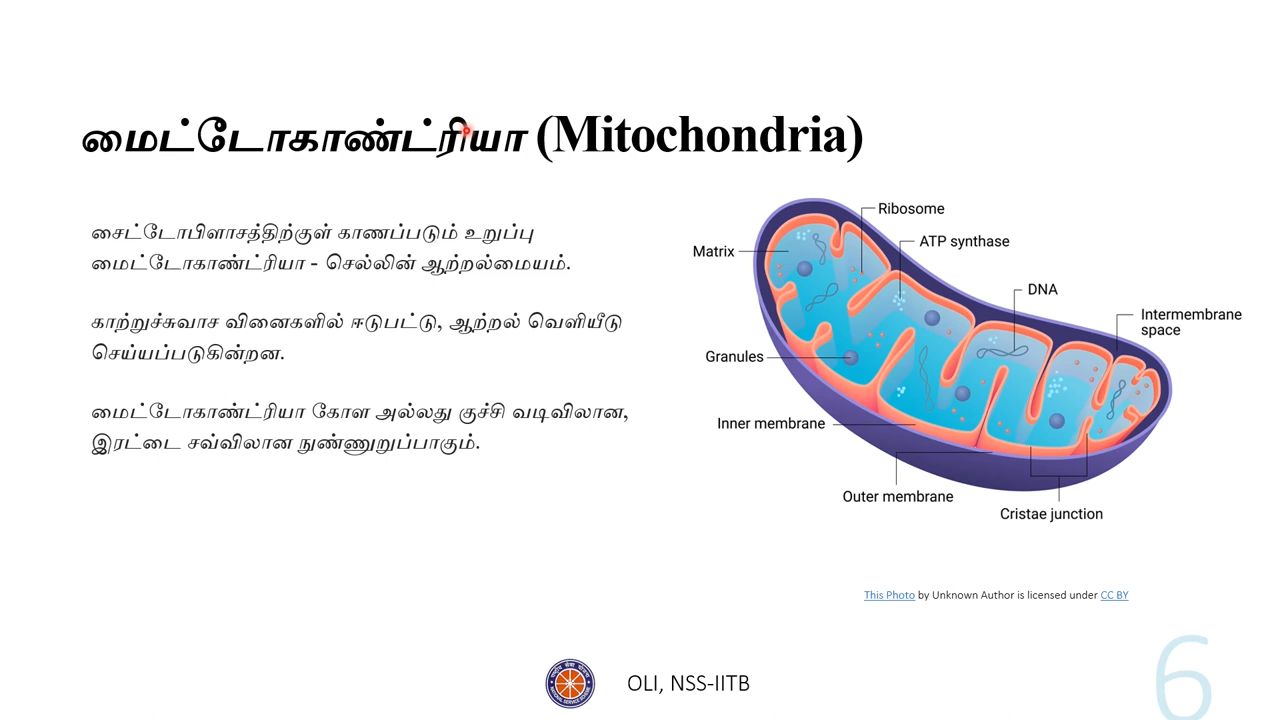 மைட்டோகாண்ட்ரியா (Mitochondria)
சைட்டோபிளாசத்திற்குள் காணப்படும் உறுப்பு
மைட்டோகாண்ட்ரியா - செல்லின் ஆற்றல்மையம்.
காற்றுச்சுவாச வினைகளில் ஈடுபட்டு, ஆற்றல் வெளியீடு
செய்யப்படுகின்றன.
மைட்டோகாண்ட்ரியா கோள அல்லது குச்சி வடிவிலான,
இரட்டை சவ்விலான நுண்ணுறுப்பாகும்.
Ribosome
ATP synthase
Matrix
DNA
Intermembrane
space
Granules
Inner membrane
Outer membrane
Cristae junction
This Photo by Unknown Author is licensed under CC BY
OLI, NSS-IITB
6